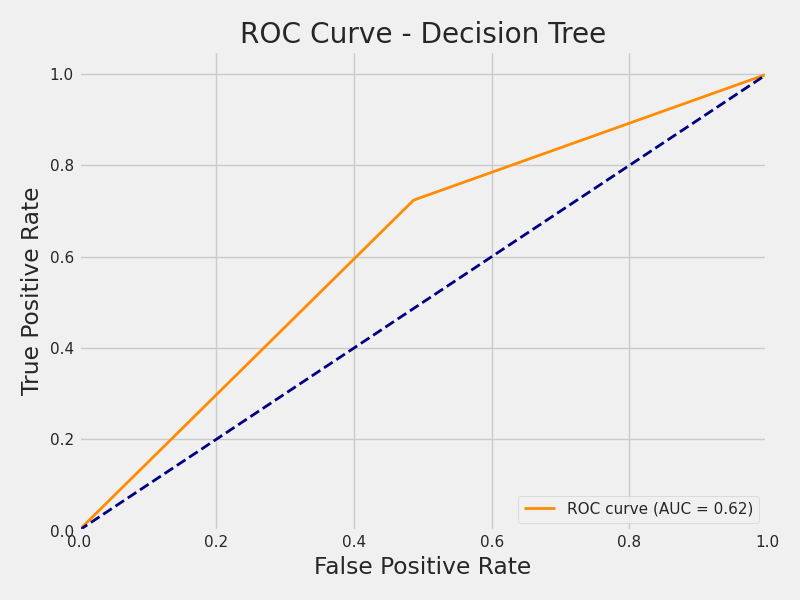 ROC Curve - Decision Tree
True Positive Rate
1.0
0.8
0.6
0.4
0.2
0.0
0.0 0.2 0.4 0.6 0.8 1.0
False Positive Rate
ROC curve (AUC = 0.62)